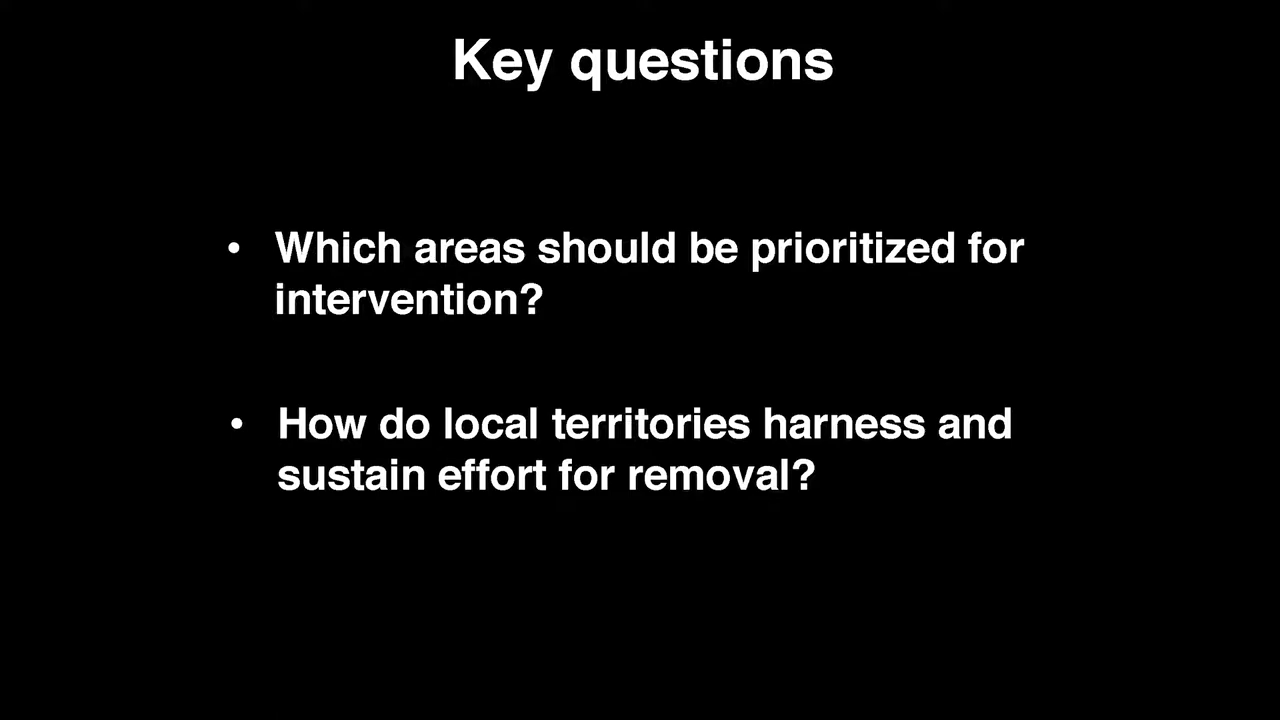 Key questions
• Which areas should be prioritized for
intervention?
• How do local territories harness and
sustain effort for removal?